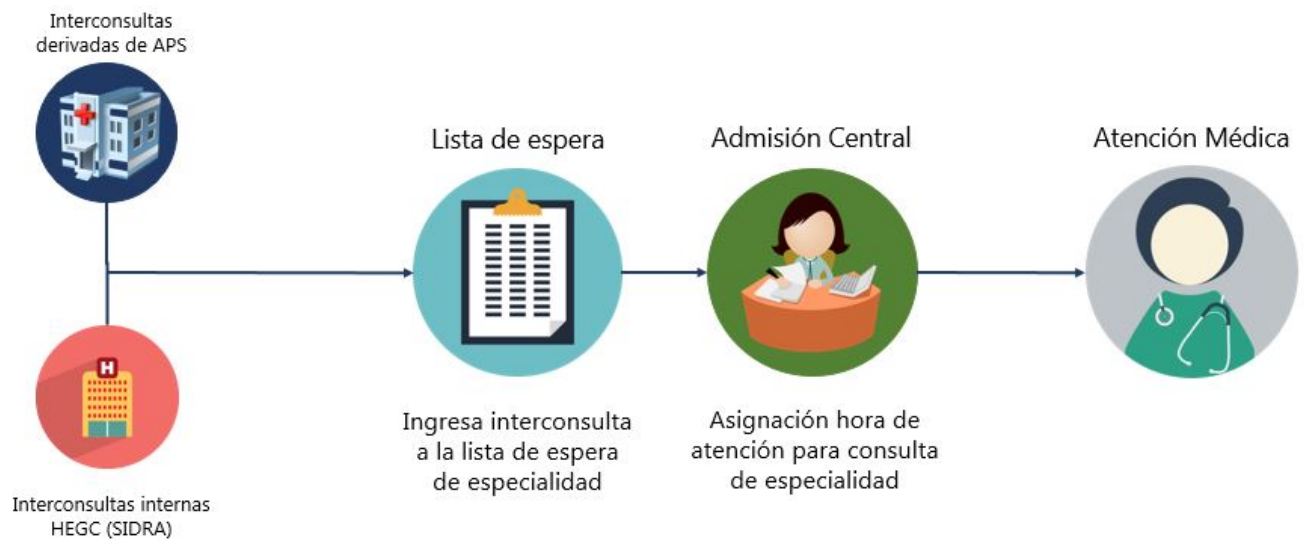 Interconsultas
derivadas de APS
Lista de espera
Admisión Central
Atención Médica
H
Ingresa interconsulta
a la lista de espera
de especialidad
Asignación hora de
atención para consulta
de especialidad
Interconsultas internas
HEGC (SIDRA)